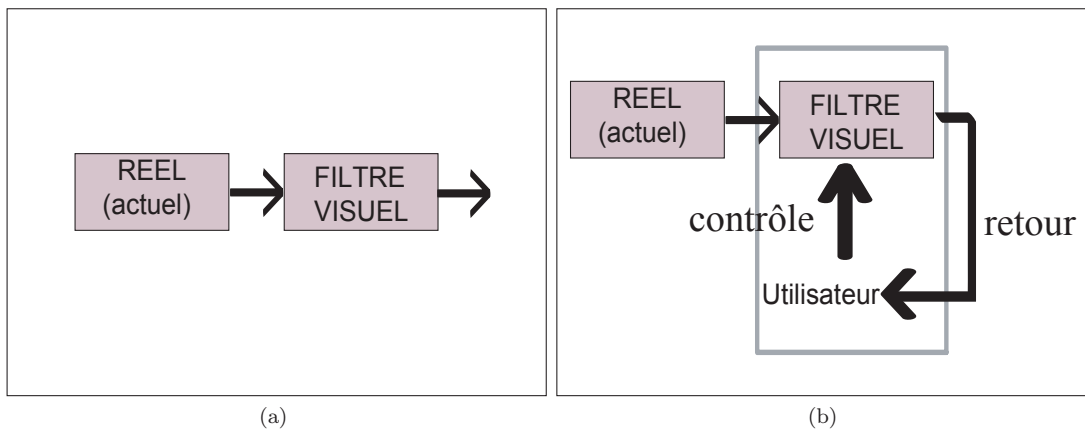 REEL
(actuel)
FILTRE
VISUEL
(a)
REEL
(actuel)
FILTRE
VISUEL
contrôle
retour
Utilisateur
(b)